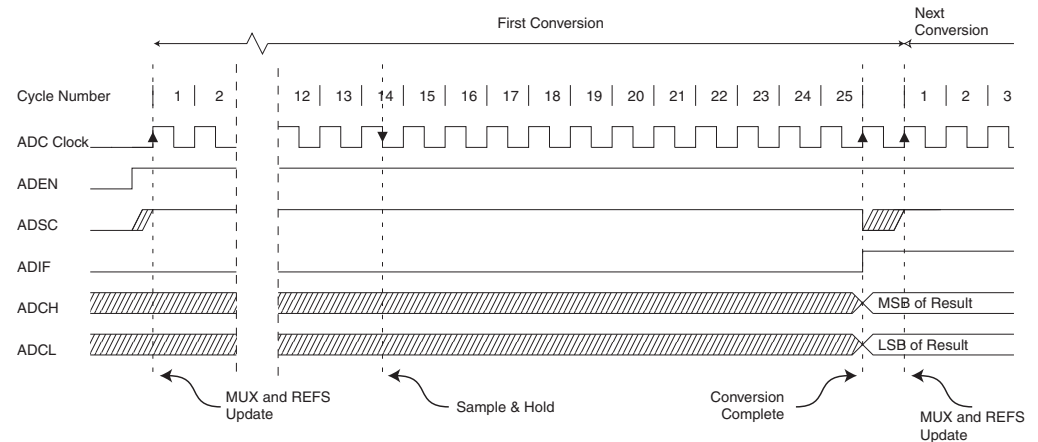 First Conversion
Next
Conversion
Cycle Number 1 2 12 13 14 15 16 17 18 19 20 21 22 23 24 25 1 2 3
ADC Clock
ADEN
ADSC
ADIF
ADCH MSB of Result
ADCL LSB of Result
MUX and REFS
Update
Sample & Hold
Conversion
Complete
MUX and REFS
Update